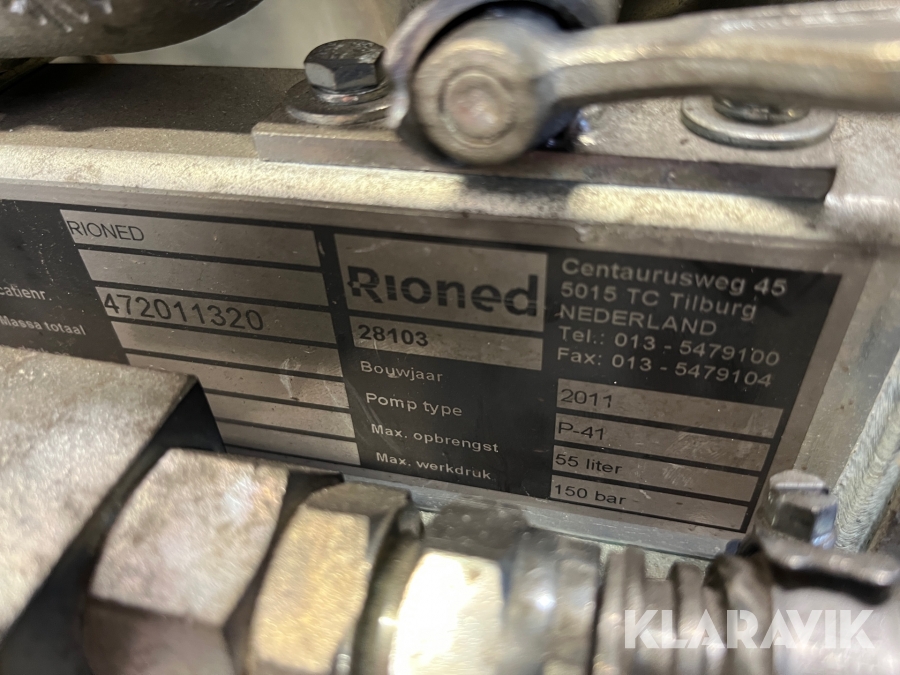 RIONED
catienr.
472011320
Massa totaal
Rioned
28103
Centaurusweg 45
5015 TC Tilburg
NEDERLAND
Tel.: 013 - 5479100
Fax: 013 - 5479104
Bouwjaar 2011
Pomp type P-41
Max. opbrengst 55 liter
Max. werkdruk 150 bar
KLARAVIK